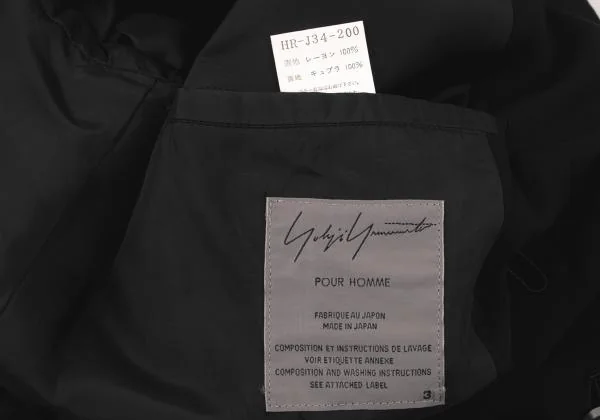 HR-J34-200
表地 レーヨン 100%
裏地 キュプラ 100%
Yohji Yamamoto
POUR HOMME
FABRIQUE AU JAPON
MADE IN JAPAN
COMPOSITION ET INSTRUCTIONS DE LAVAGE
VOIR ETIQUETTE ANNEXE
COMPOSITION AND WASHING INSTRUCTIONS
SEE ATTACHED LABEL
3